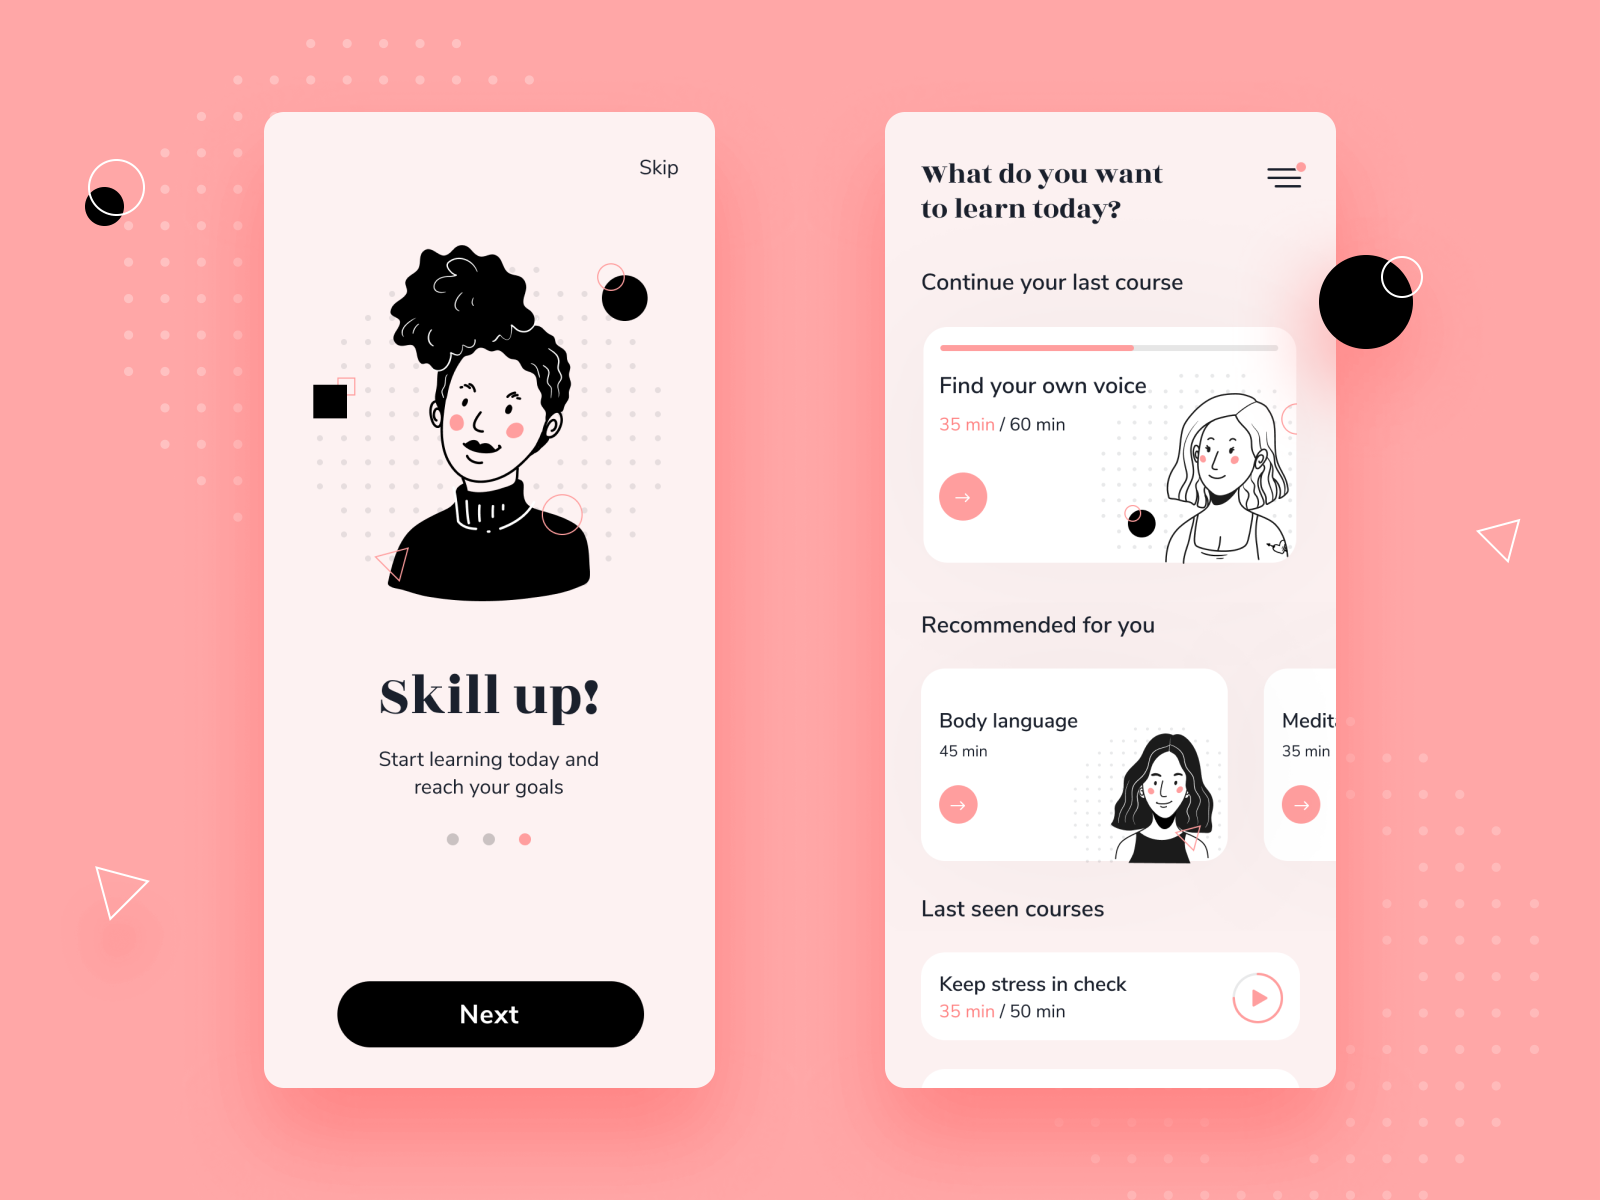 Skip
Skill up!
Start learning today and
reach your goals
Next
What do you want
to learn today?
Continue your last course
Find your own voice
35 min / 60 min
Recommended for you
Body language
45 min
Medita
35 min
Last seen courses
Keep stress in check
35 min / 50 min